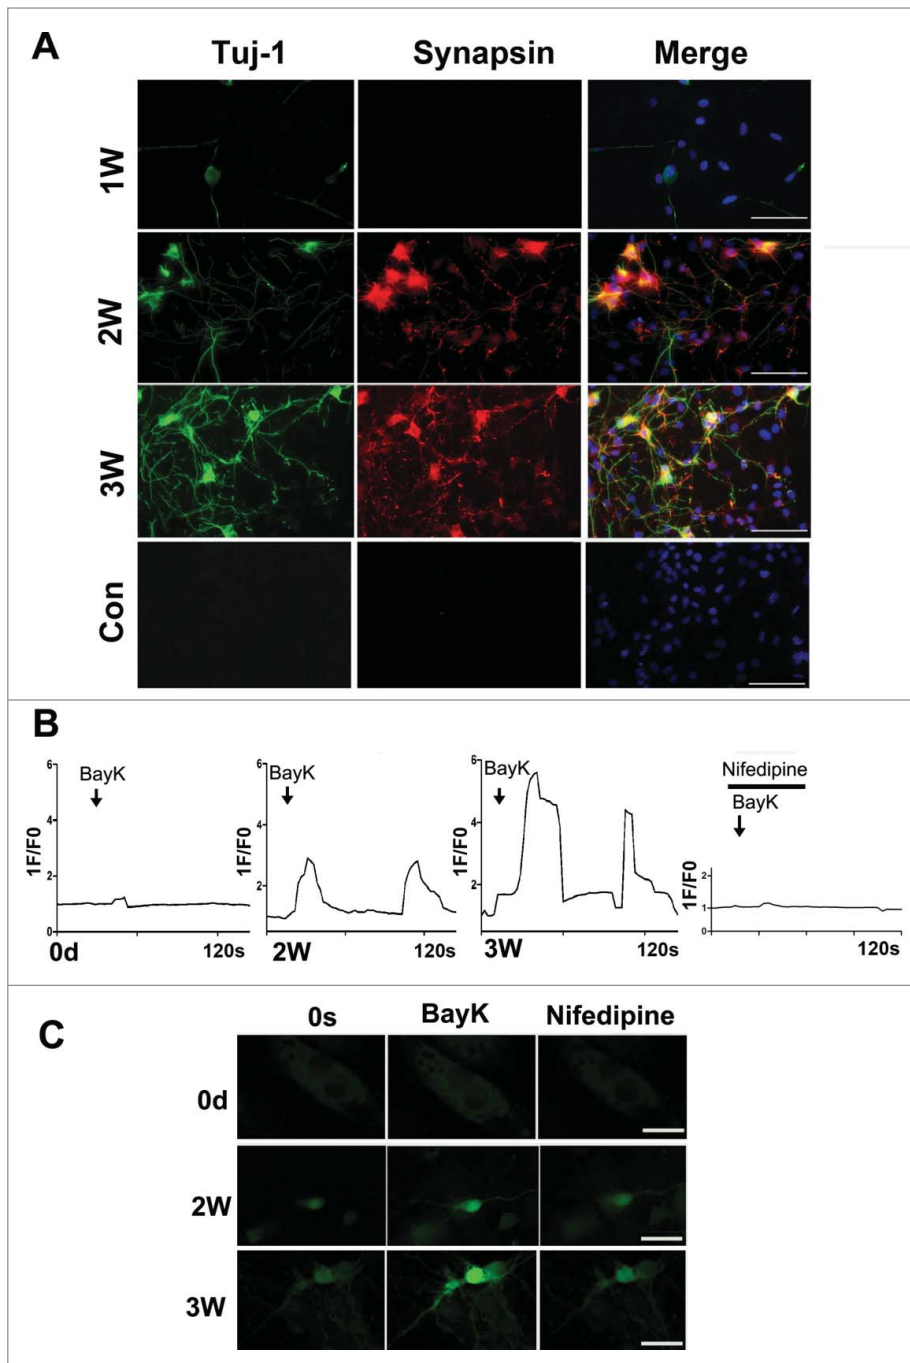 A
Tuj-1 Synapsin Merge
1W
2W
3W
Con
B
6 4 2 0
1F/F0
BayK
0d 120s
6 4 2
1F/F0
BayK
2W 120s
6 4 2
1F/F0
BayK
3W 120s
Nifedipine
BayK
2 1 0
1F/F0
120s
C
0s BayK Nifedipine
0d
2W
3W